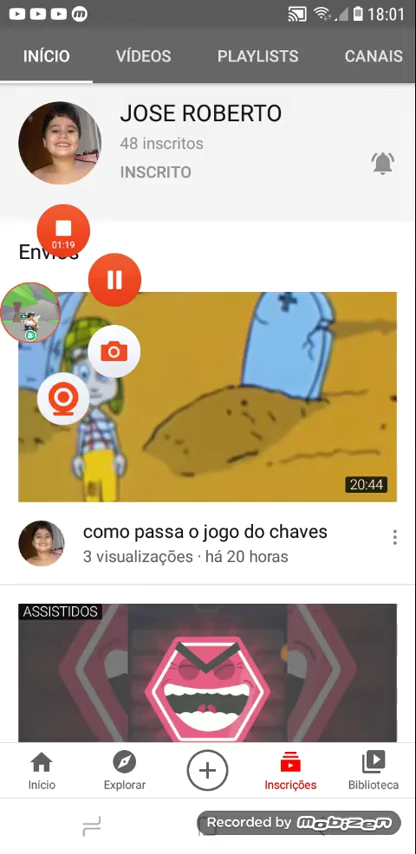 18:01
INÍCIO VÍDEOS PLAYLISTS CANAIS
JOSE ROBERTO
48 inscritos
INSCRITO
01:19
Envios
20:44
como passa o jogo do chaves
3 visualizações · há 20 horas
ASSISTIDOS
Início Explorar Inscrições Biblioteca
Recorded by mobizen